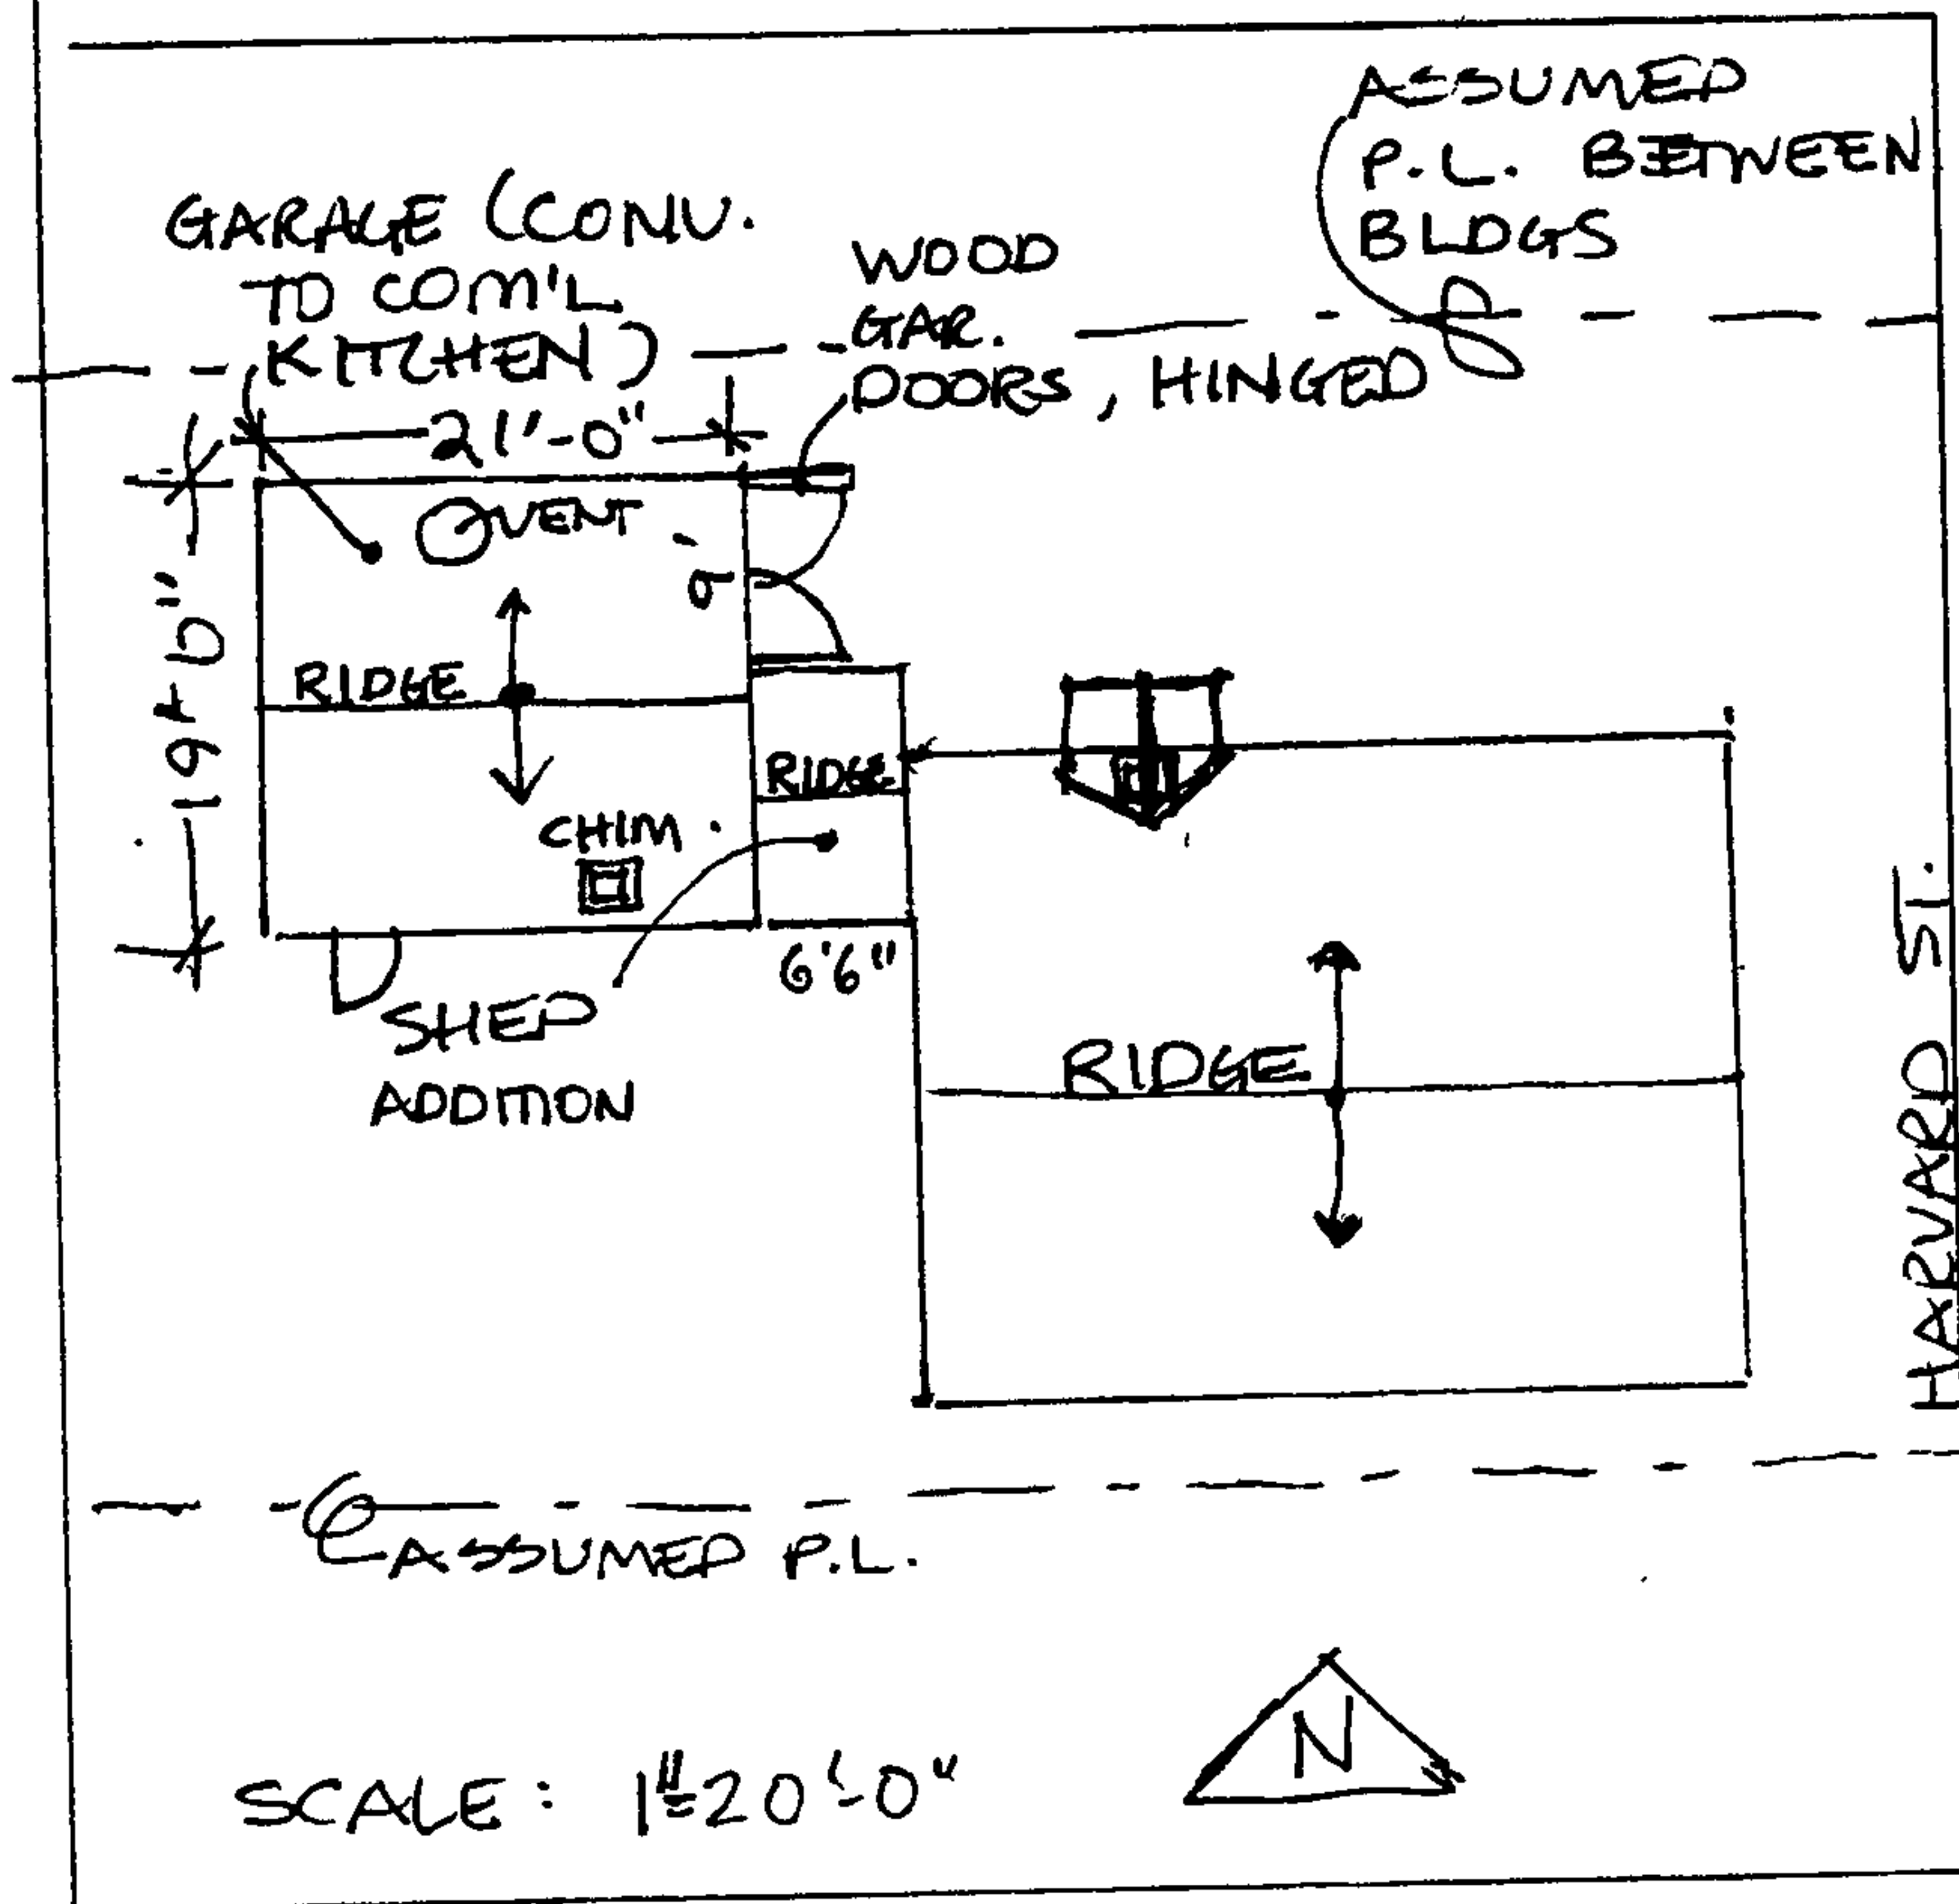 ASSUMED
P.L. BETWEEN
BLDGS
GARAGE (CONV.
TO COM'L
KITCHEN)
WOOD
GAR.
DOORS, HINGED
21'-0"
VENT
19'-0"
RIDGE
RIDGE
CHIM.
6'6"
SHED
ADDITION
RIDGE
HARVARD ST.
ASSUMED P.L.
N
SCALE: 1"=20'-0"